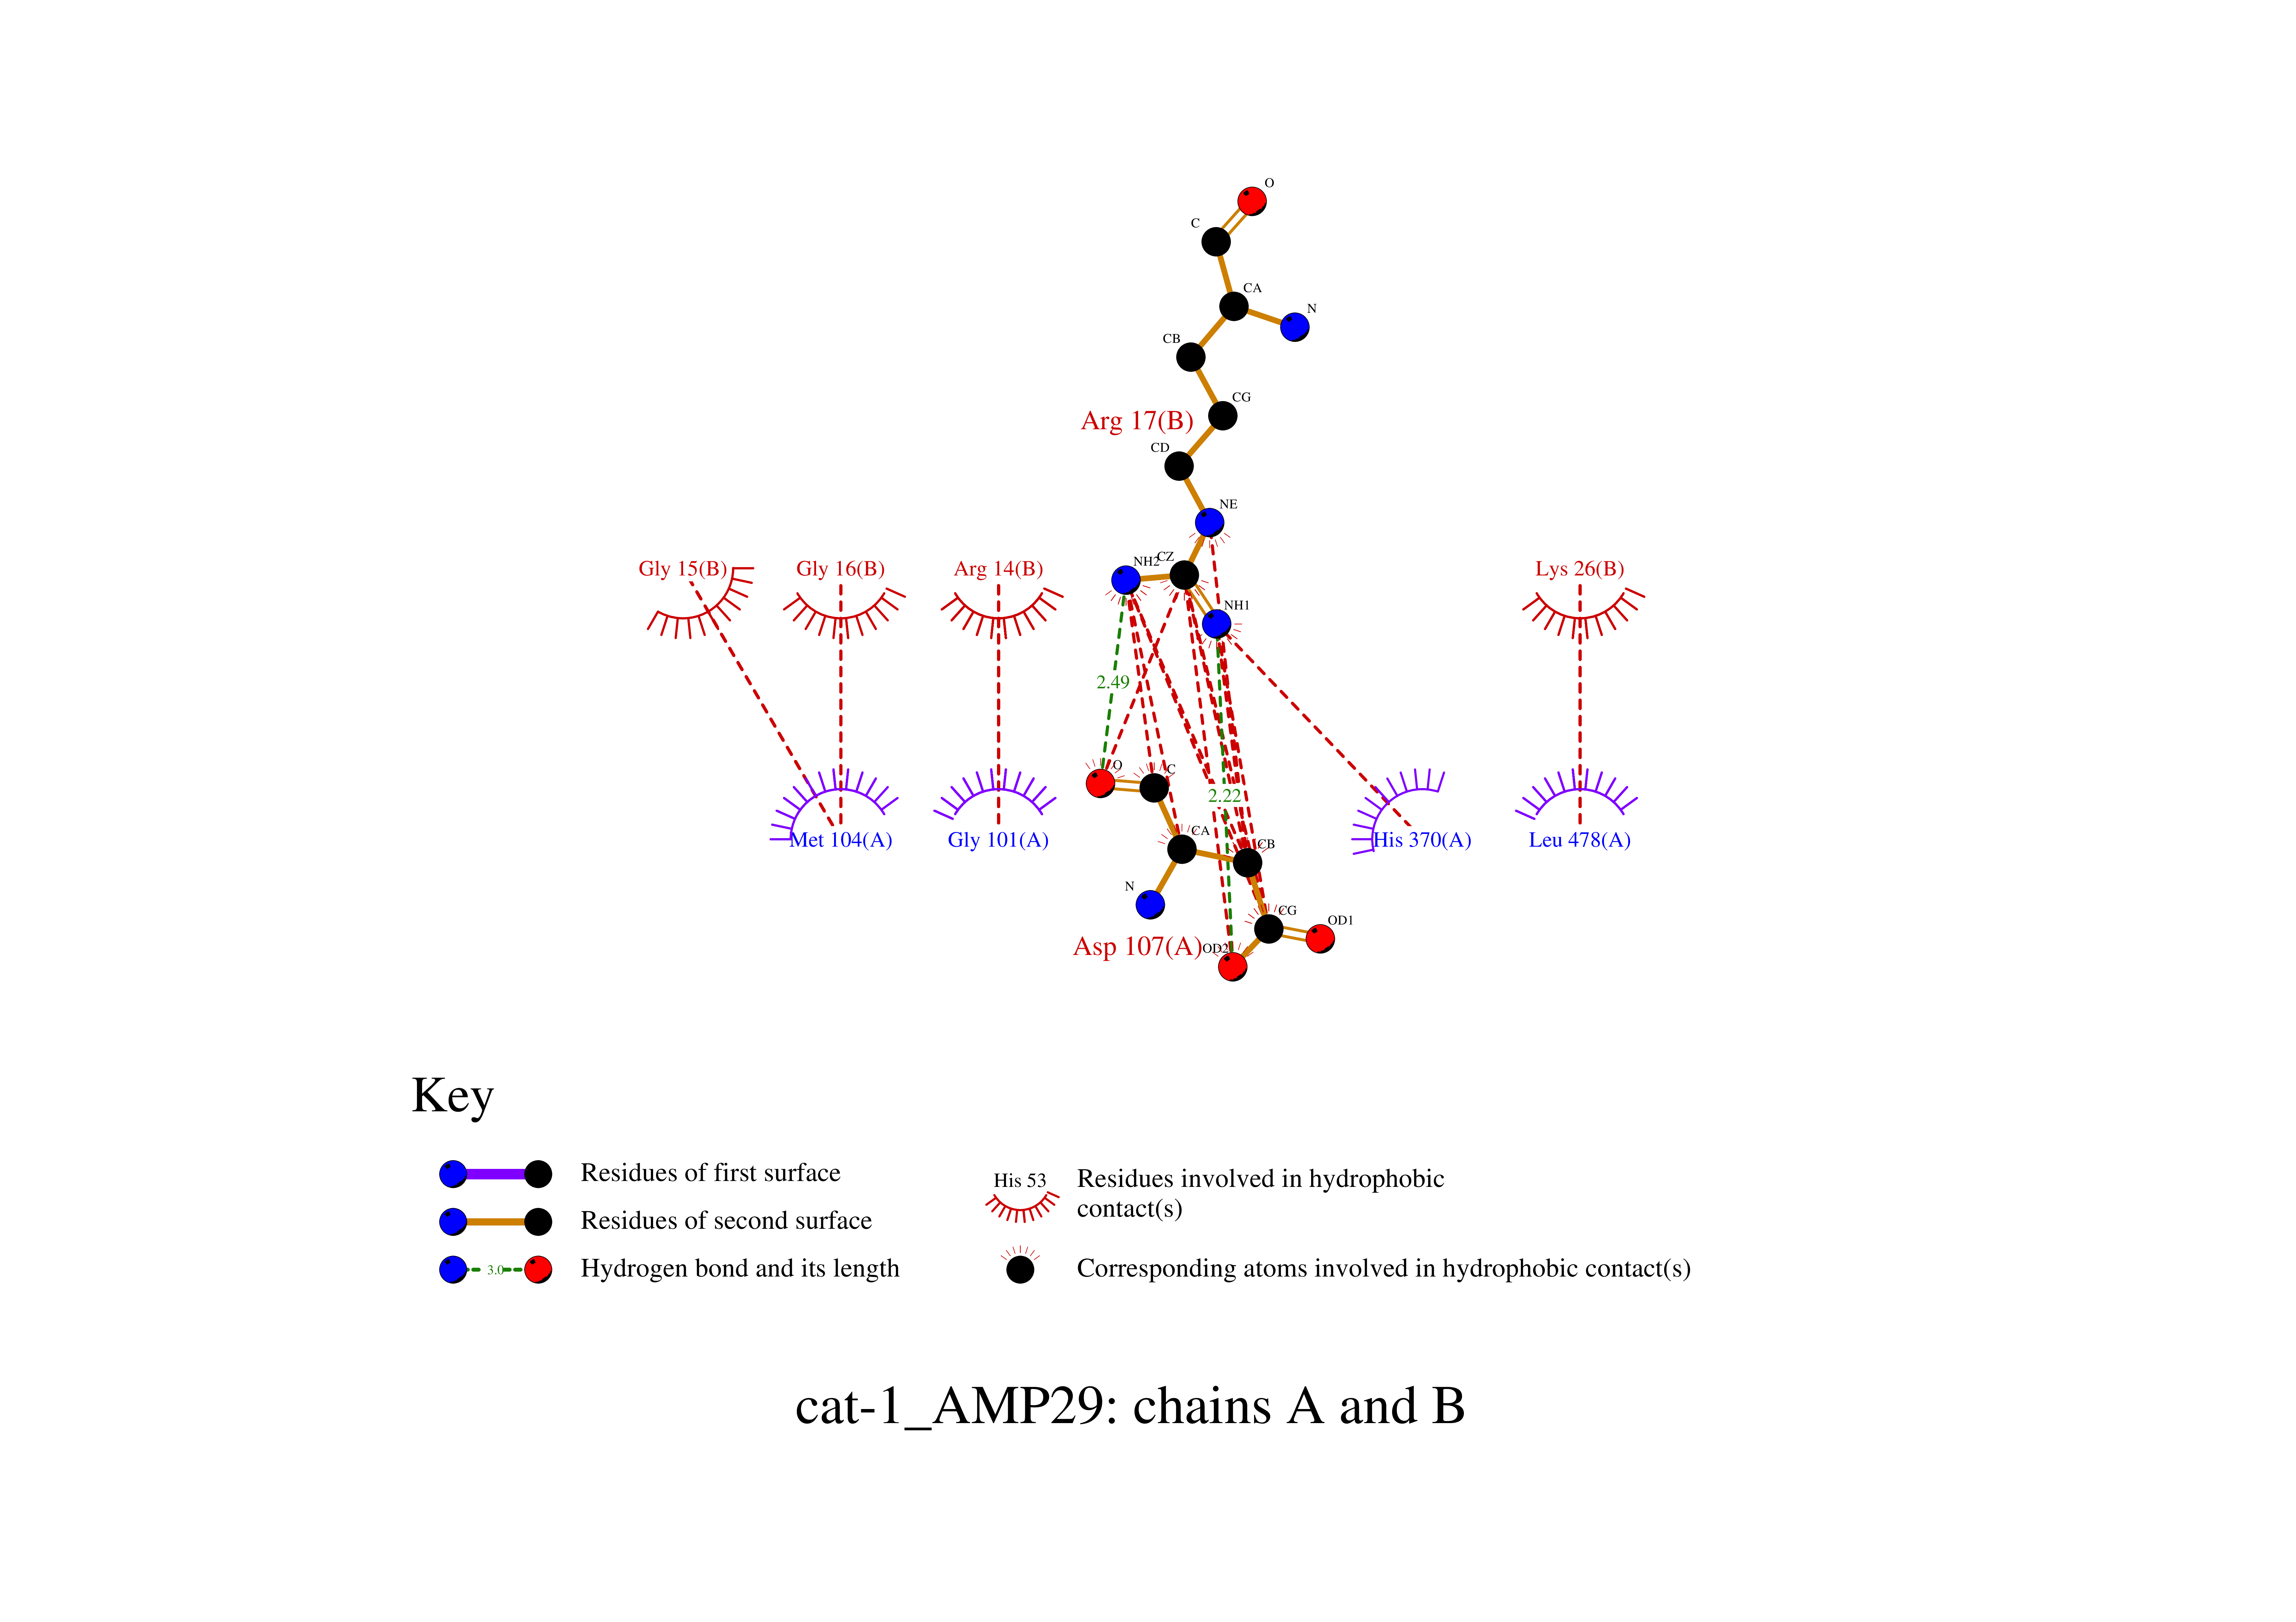 O
C
CA
N
CB
CG
Arg 17(B)
CD
NE
Gly 15(B)
Gly 16(B)
Arg 14(B)
NH2
CZ
Lys 26(B)
NH1
2.49
O
C
2.22
CA
CB
Met 104(A)
Gly 101(A)
His 370(A)
Leu 478(A)
N
CG
OD1
Asp 107(A)
OD2
Key
Residues of first surface
Residues of second surface
3.0
Hydrogen bond and its length
His 53
Residues involved in hydrophobic
contact(s)
Corresponding atoms involved in hydrophobic contact(s)
cat-1_AMP29: chains A and B